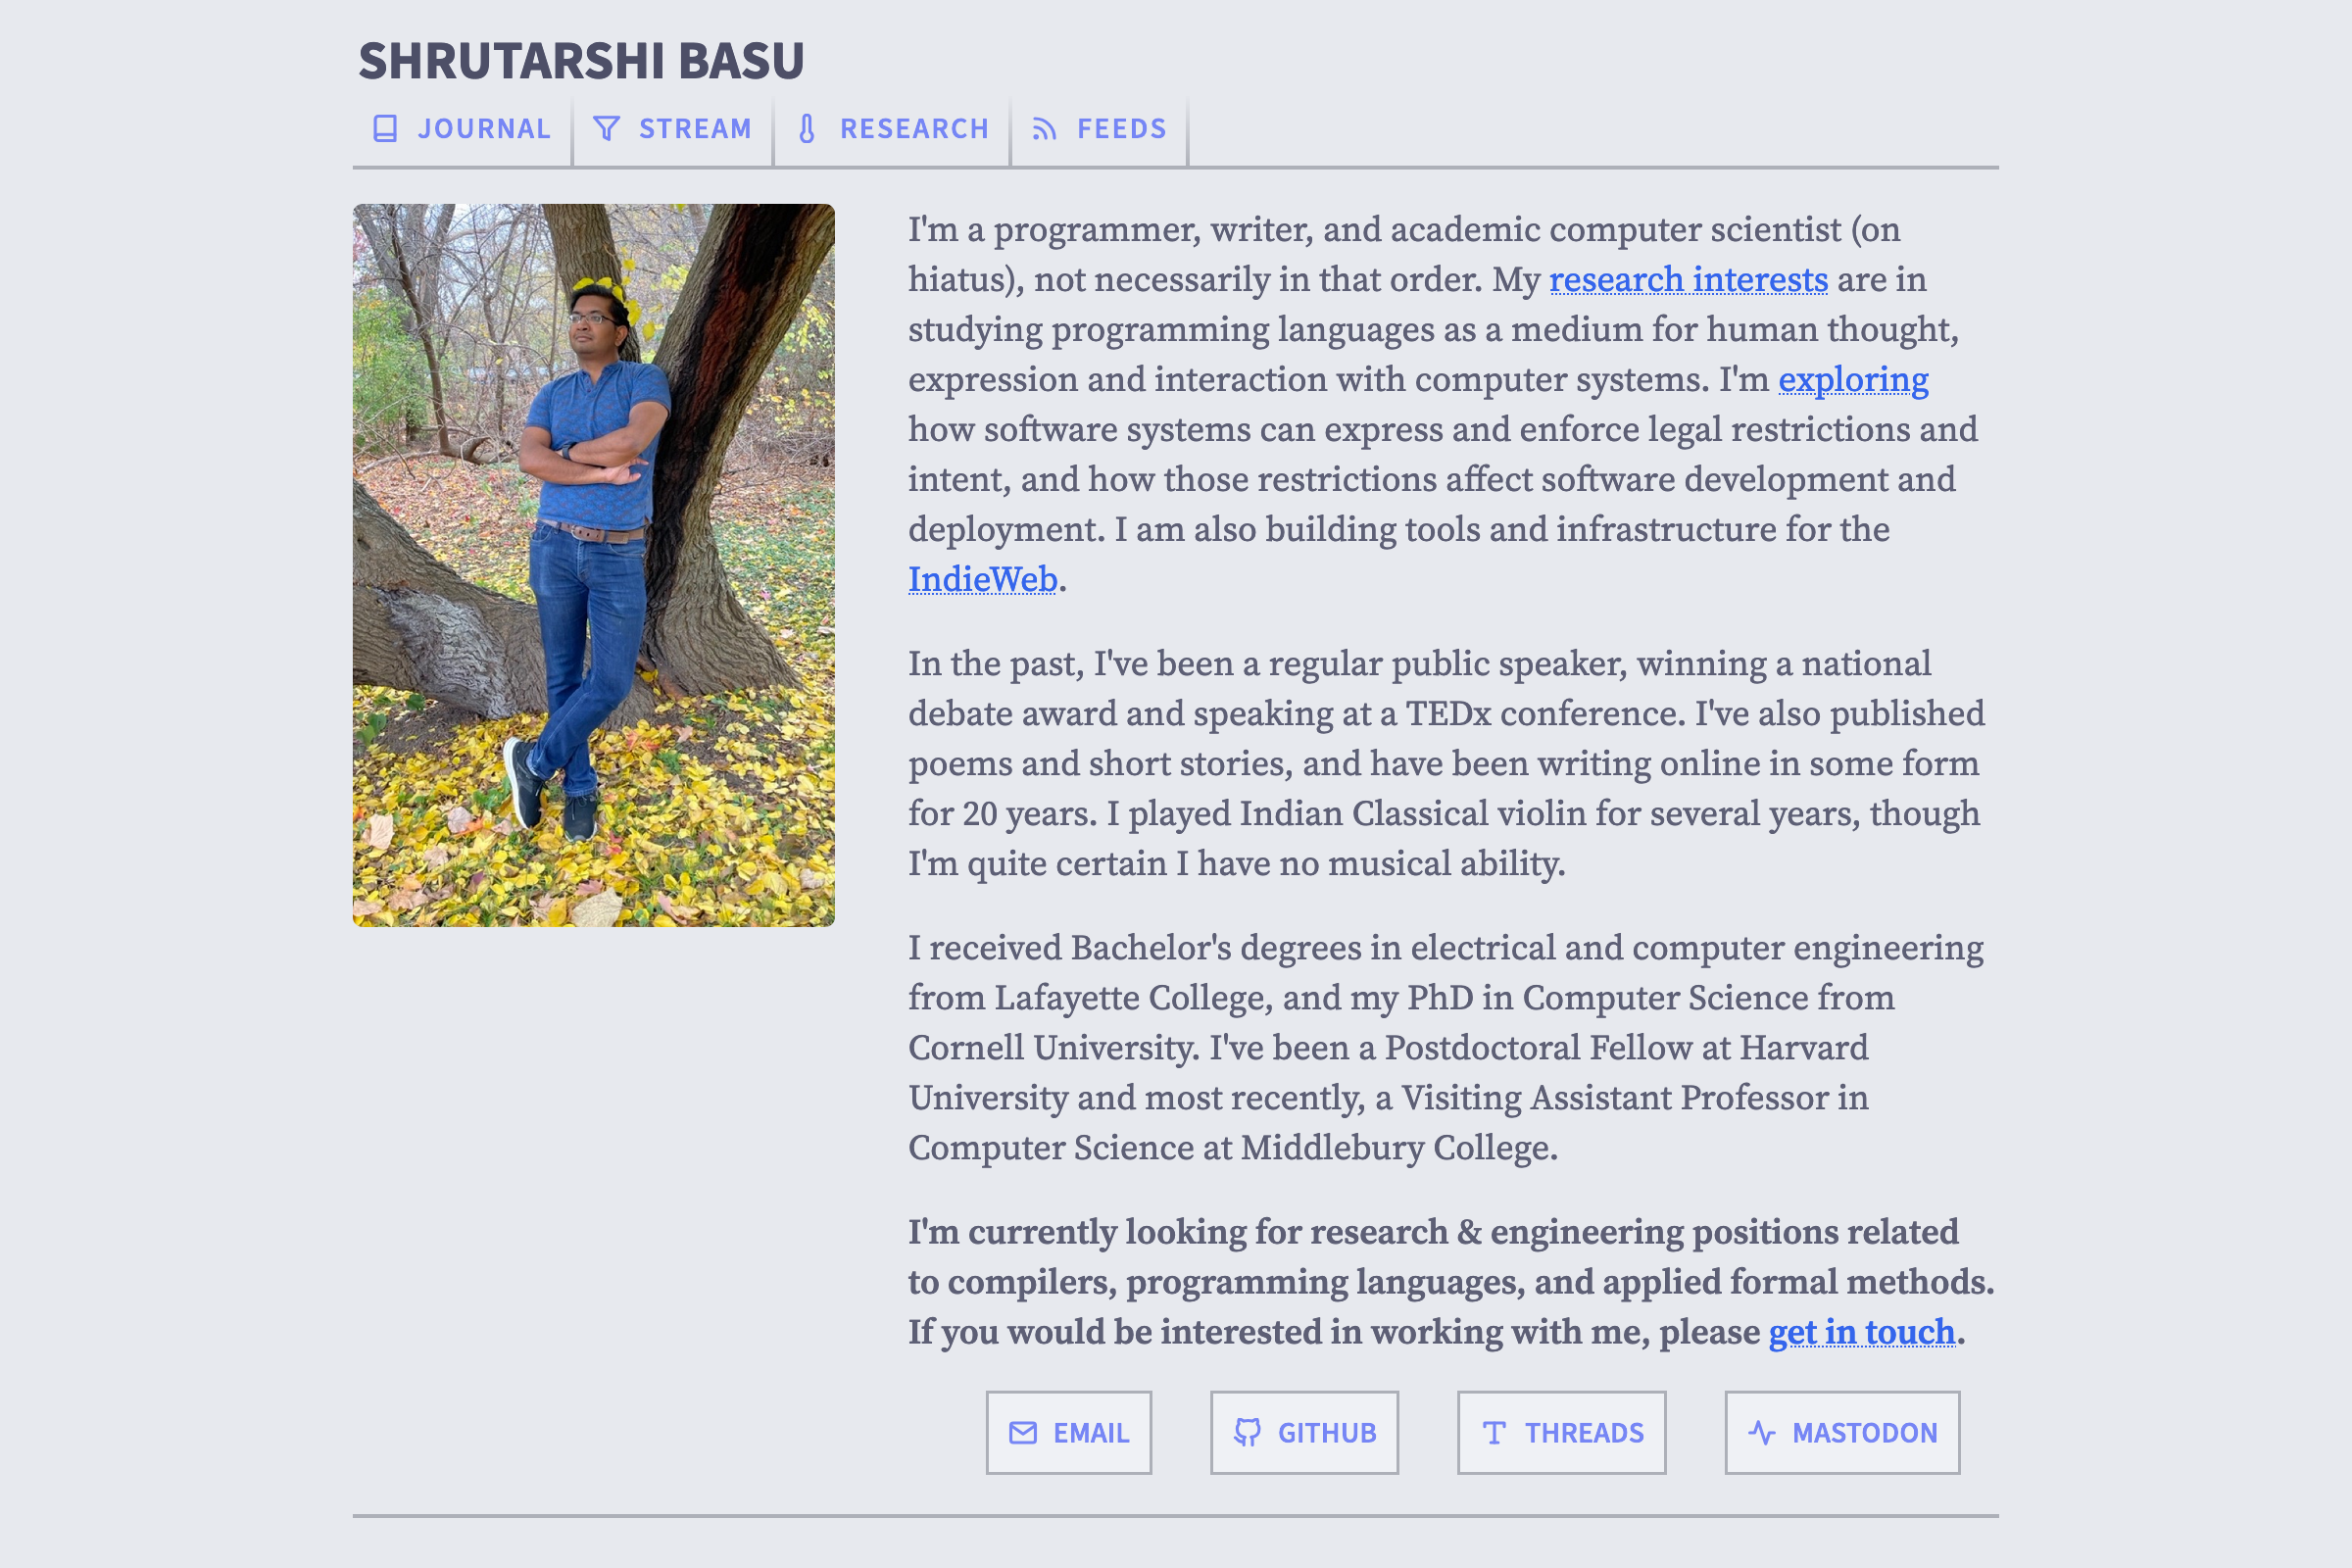 SHRUTARSHI BASU
JOURNAL
STREAM
RESEARCH
FEEDS
I'm a programmer, writer, and academic computer scientist (on
hiatus), not necessarily in that order. My research interests are in
studying programming languages as a medium for human thought,
expression and interaction with computer systems. I'm exploring
how software systems can express and enforce legal restrictions and
intent, and how those restrictions affect software development and
deployment. I am also building tools and infrastructure for the
IndieWeb.
In the past, I've been a regular public speaker, winning a national
debate award and speaking at a TEDx conference. I've also published
poems and short stories, and have been writing online in some form
for 20 years. I played Indian Classical violin for several years, though
I'm quite certain I have no musical ability.
I received Bachelor's degrees in electrical and computer engineering
from Lafayette College, and my PhD in Computer Science from
Cornell University. I've been a Postdoctoral Fellow at Harvard
University and most recently, a Visiting Assistant Professor in
Computer Science at Middlebury College.
I'm currently looking for research & engineering positions related
to compilers, programming languages, and applied formal methods.
If you would be interested in working with me, please get in touch.
EMAIL
GITHUB
THREADS
MASTODON